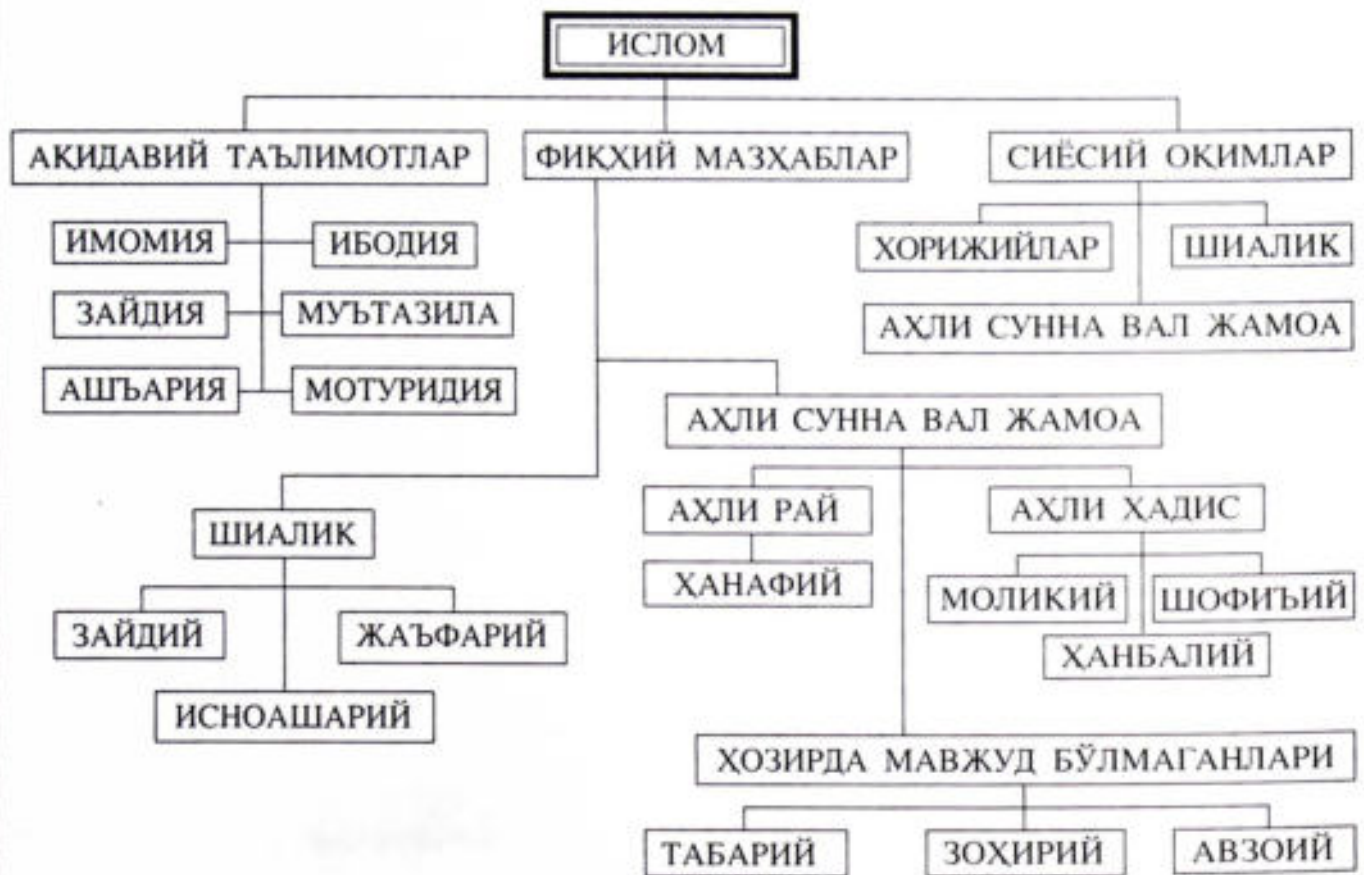 ИСЛОМ
АҚИДАВИЙ ТАЪЛИМОТЛАР
ФИҚҲИЙ МАЗҲАБЛАР
СИЁСИЙ ОҚИМЛАР
ИМОМИЯ
ИБОДИЯ
ХОРИЖИЙЛАР
ШИАЛИК
ЗАЙДИЯ
МУЪТАЗИЛА
АҲЛИ СУННА ВАЛ ЖАМОА
АШЪАРИЯ
МОТУРИДИЯ
АҲЛИ СУННА ВАЛ ЖАМОА
ШИАЛИК
АҲЛИ РАЙ
АҲЛИ ҲАДИС
ҲАНАФИЙ
МОЛИКИЙ
ШОФИЪИЙ
ҲАНБАЛИЙ
ЗАЙДИЙ
ЖАЪФАРИЙ
ИСНОАШАРИЙ
ҲОЗИРДА МАВЖУД БЎЛМАГАНЛАРИ
ТАБАРИЙ
ЗОҲИРИЙ
АВЗОИЙ